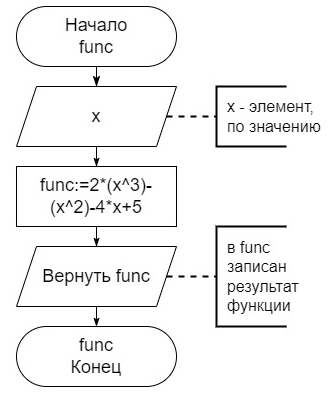 Начало
func
x
x - элемент,
по значению
func:=2*(x^3)-
(x^2)-4*x+5
Вернуть func
в func
записан
результат
функции
func
Конец